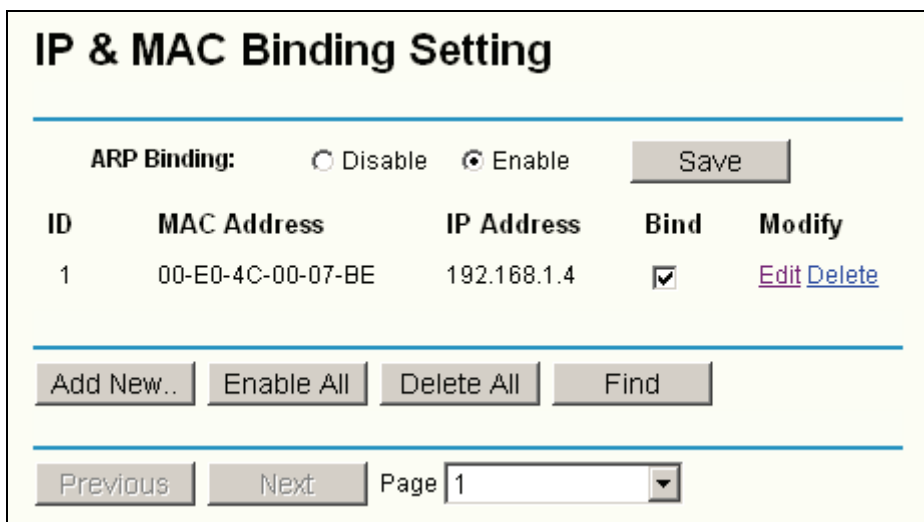 IP & MAC Binding Setting
ARP Binding: Disable Enable Save
ID MAC Address IP Address Bind Modify
1 00-E0-4C-00-07-BE 192.168.1.4 Edit Delete
Add New.. Enable All Delete All Find
Previous Next Page 1